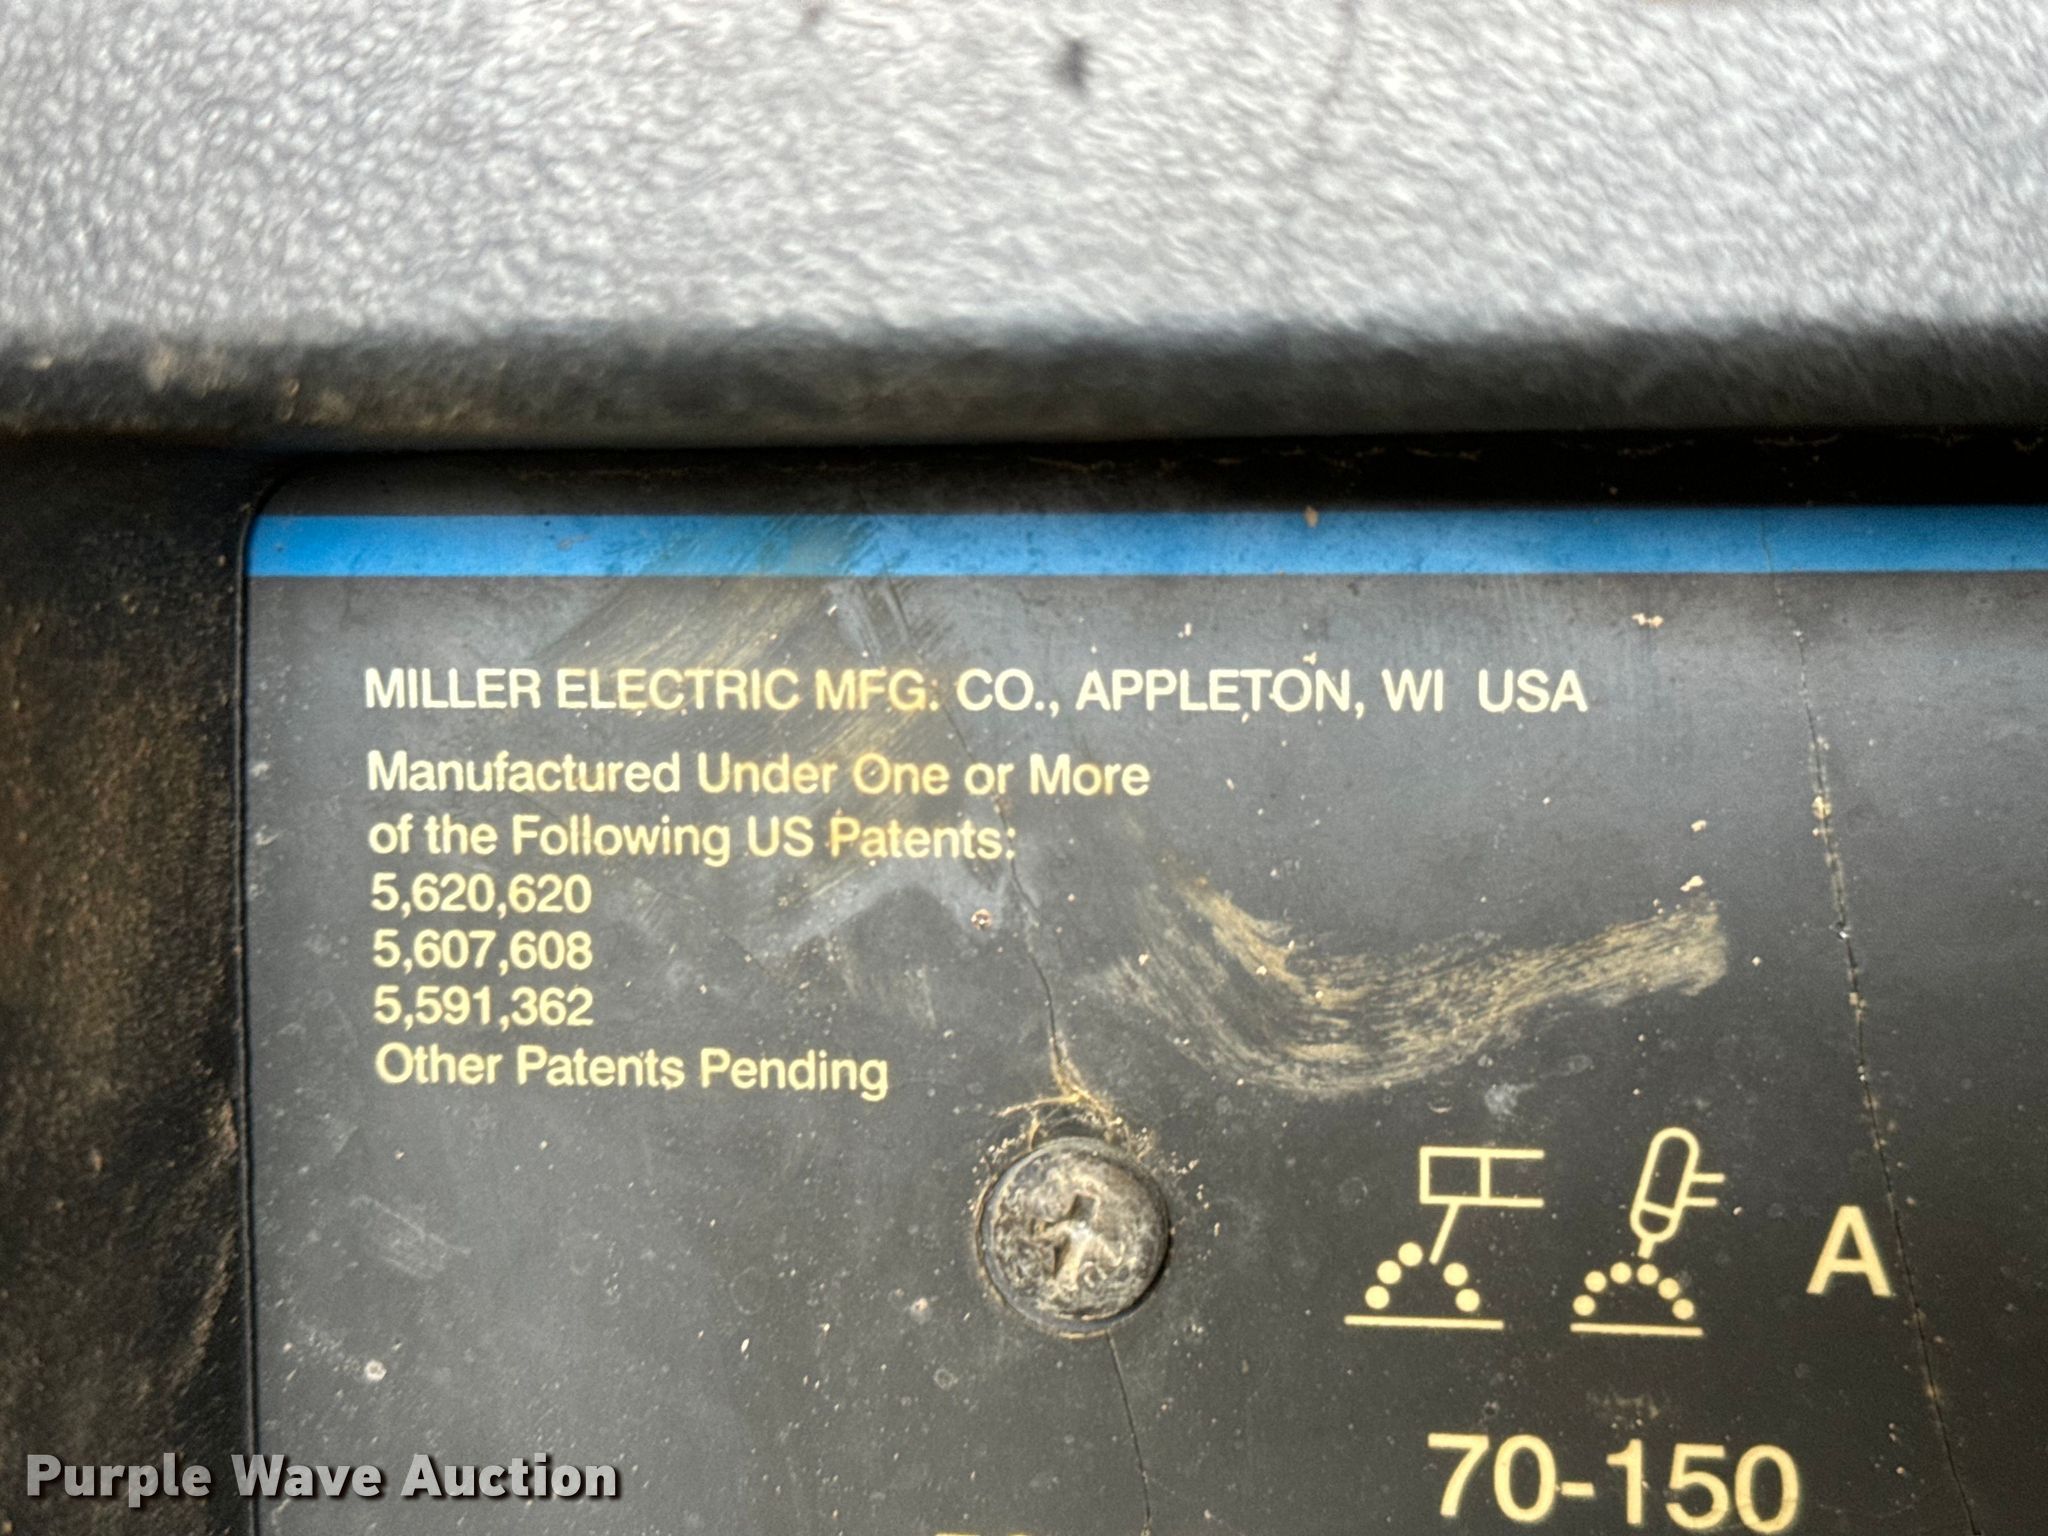 MILLER ELECTRIC MFG. CO., APPLETON, WI USA
Manufactured Under One or More
of the Following US Patents:
5,620,620
5,607,608
5,591,362
Other Patents Pending
A
70-150
Purple Wave Auction